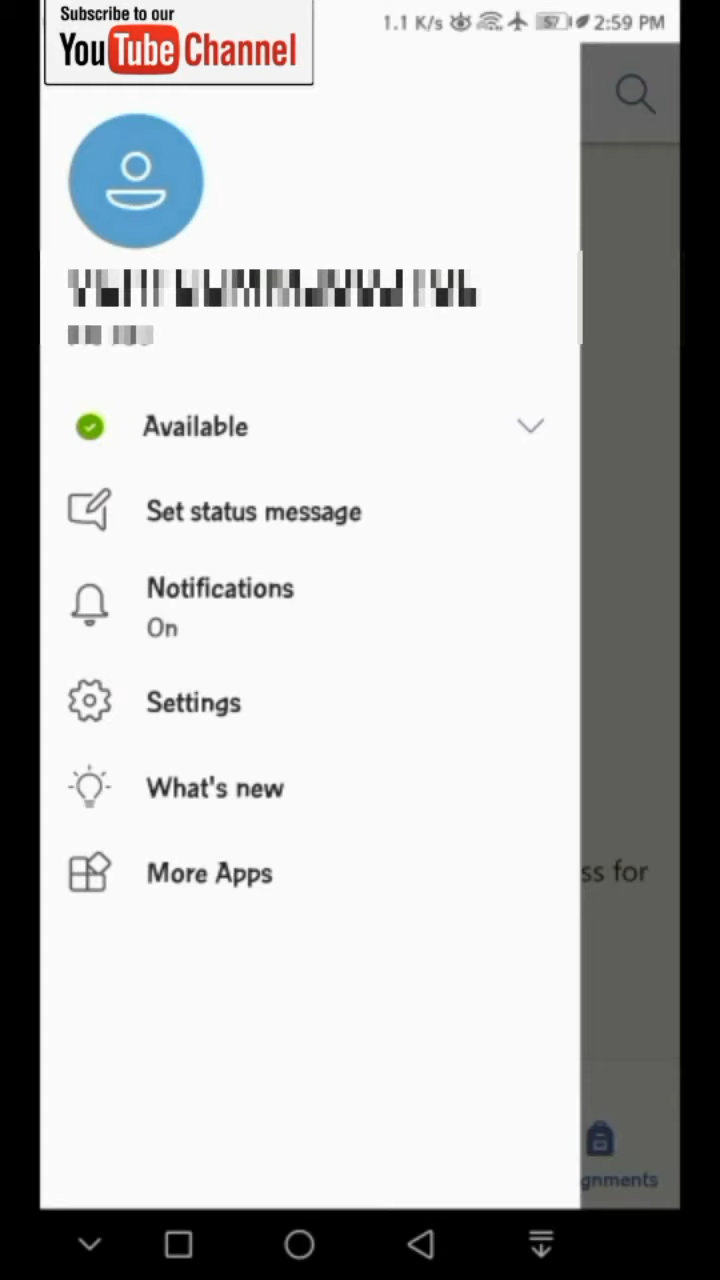 Subscribe to our
YouTube Channel
1.1 K/s 57 2:59 PM
Available
Set status message
Notifications
On
Settings
What's new
More Apps
ss for
gnments